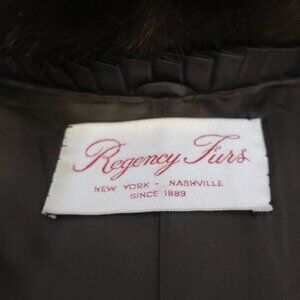 Regency Furs
NEW YORK - NASHVILLE
SINCE 1889